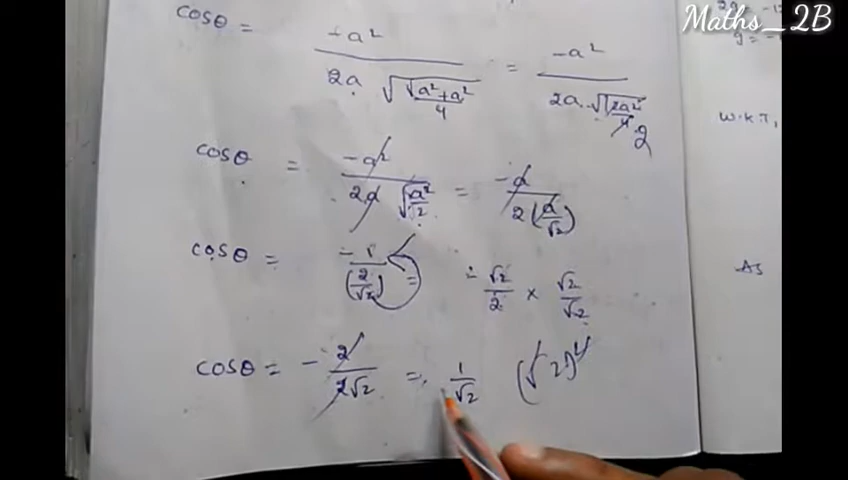 Maths_2B
cosθ = -a² / 2a √(√a²+a² / 4) = -a² / 2a.√(2a² / 4) 2
w.k.T,
cosθ = -a² / 2a √(a² / 2) = -a / 2(a/√2)
cosθ = -1 / (2/√2) = - √2/2 × √2/√2
As
cosθ = - 2 / 2√2 = - 1/√2 (√2)²